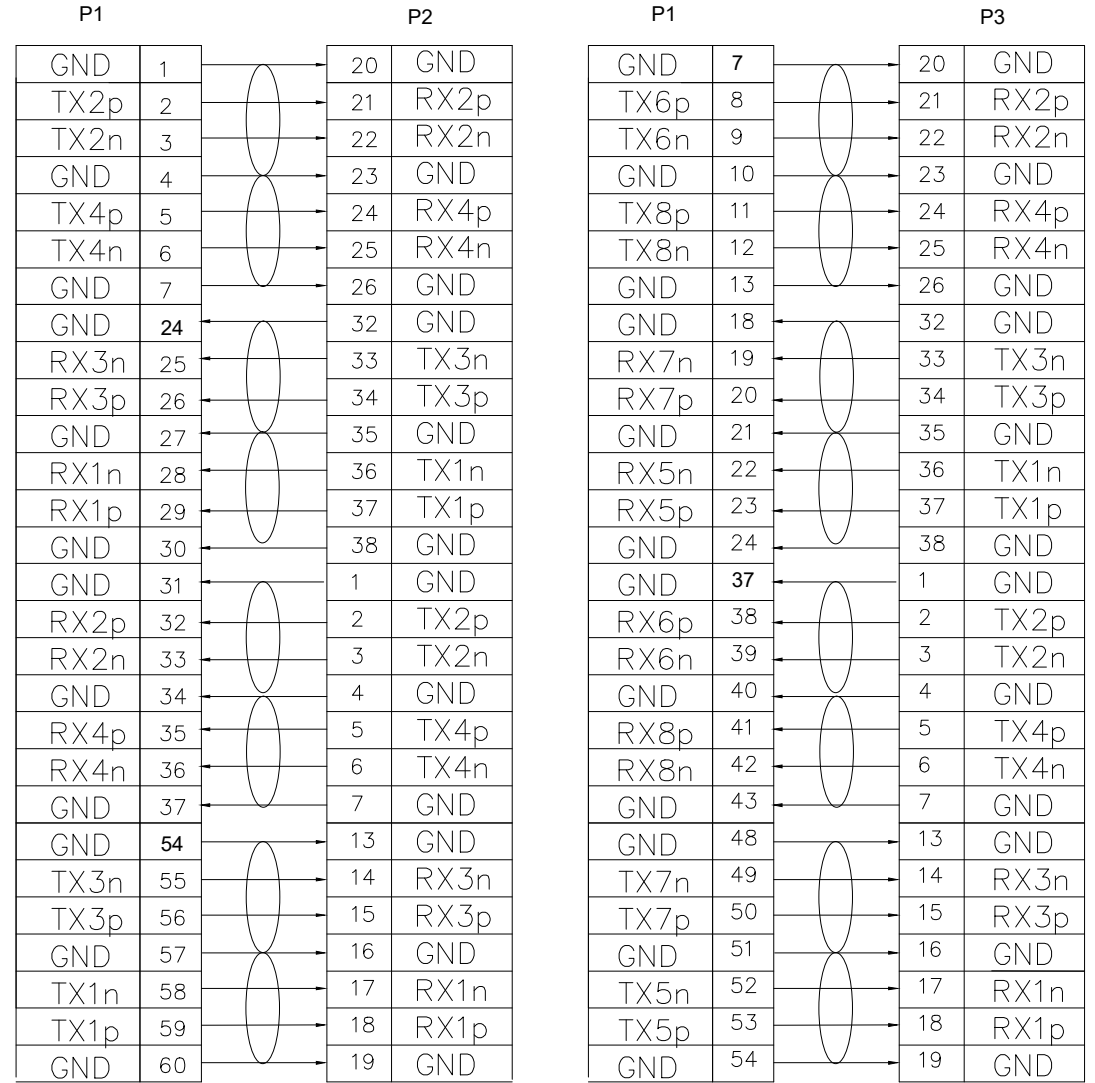 P1 P2 P1 P3
GND 1 20 GND GND 7 20 GND
TX2p 2 21 RX2p TX6p 8 21 RX2p
TX2n 3 22 RX2n TX6n 9 22 RX2n
GND 4 23 GND GND 10 23 GND
TX4p 5 24 RX4p TX8p 11 24 RX4p
TX4n 6 25 RX4n TX8n 12 25 RX4n
GND 7 26 GND GND 13 26 GND
GND 24 32 GND GND 18 32 GND
RX3n 25 33 TX3n RX7n 19 33 TX3n
RX3p 26 34 TX3p RX7p 20 34 TX3p
GND 27 35 GND GND 21 35 GND
RX1n 28 36 TX1n RX5n 22 36 TX1n
RX1p 29 37 TX1p RX5p 23 37 TX1p
GND 30 38 GND GND 24 38 GND
GND 31 1 GND GND 37 1 GND
RX2p 32 2 TX2p RX6p 38 2 TX2p
RX2n 33 3 TX2n RX6n 39 3 TX2n
GND 34 4 GND GND 40 4 GND
RX4p 35 5 TX4p RX8p 41 5 TX4p
RX4n 36 6 TX4n RX8n 42 6 TX4n
GND 37 7 GND GND 43 7 GND
GND 54 13 GND GND 48 13 GND
TX3n 55 14 RX3n TX7n 49 14 RX3n
TX3p 56 15 RX3p TX7p 50 15 RX3p
GND 57 16 GND GND 51 16 GND
TX1n 58 17 RX1n TX5n 52 17 RX1n
TX1p 59 18 RX1p TX5p 53 18 RX1p
GND 60 19 GND GND 54 19 GND